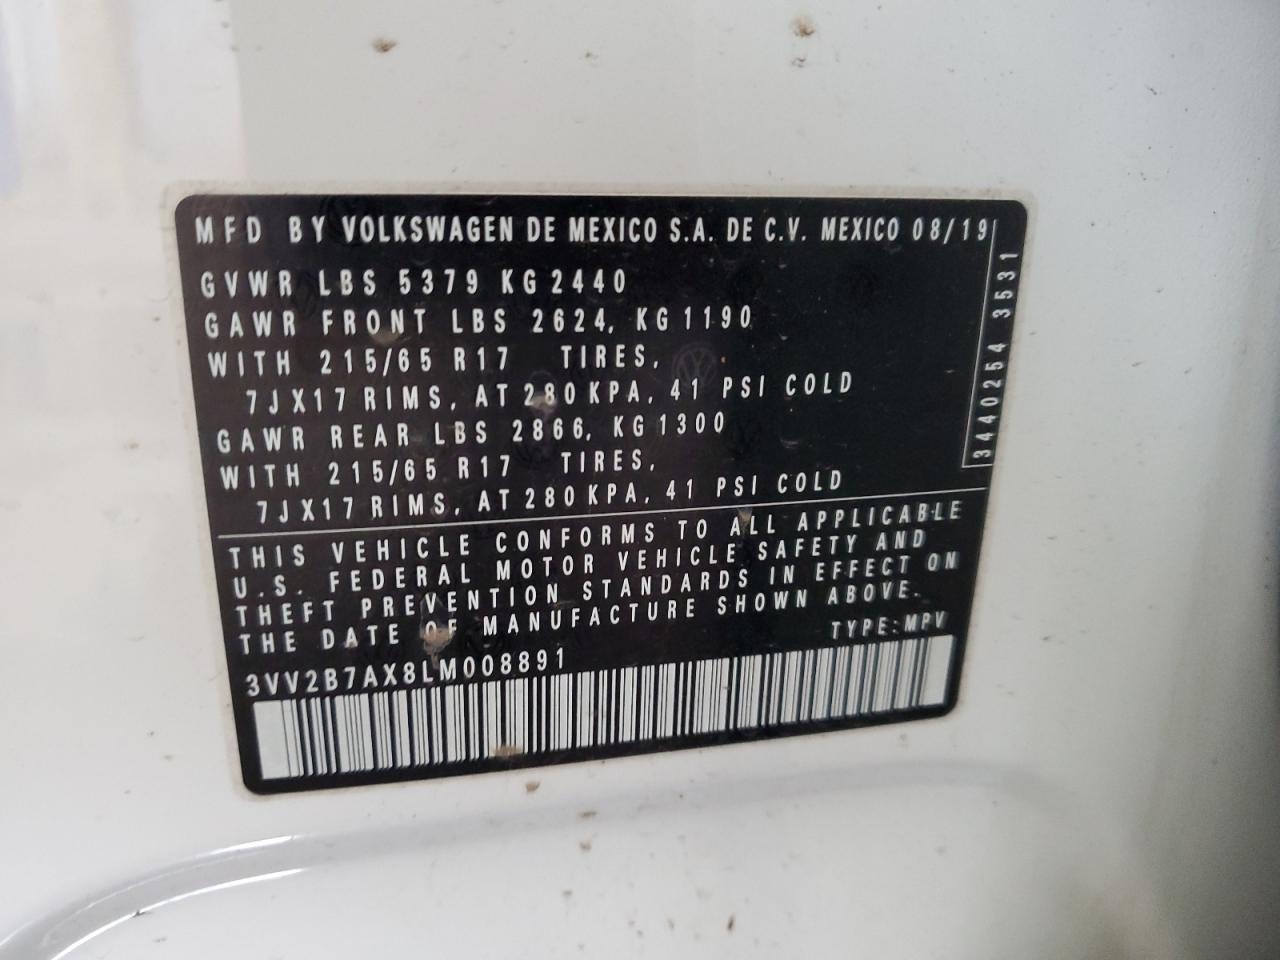 MFD BY VOLKSWAGEN DE MEXICO S.A. DE C.V. MEXICO 08/19
GVWR LBS 5379 KG 2440
GAWR FRONT LBS 2624, KG 1190
WITH 215/65 R17 TIRES,
7JX17 RIMS, AT 280 KPA, 41 PSI COLD
GAWR REAR LBS 2866, KG 1300
WITH 215/65 R17 TIRES,
7JX17 RIMS, AT 280 KPA, 41 PSI COLD
3440254 3531
THIS VEHICLE CONFORMS TO ALL APPLICABLE
U.S. FEDERAL MOTOR VEHICLE SAFETY AND
THEFT PREVENTION STANDARDS IN EFFECT ON
THE DATE OF MANUFACTURE SHOWN ABOVE.
TYPE:MPV
3VV2B7AX8LM008891